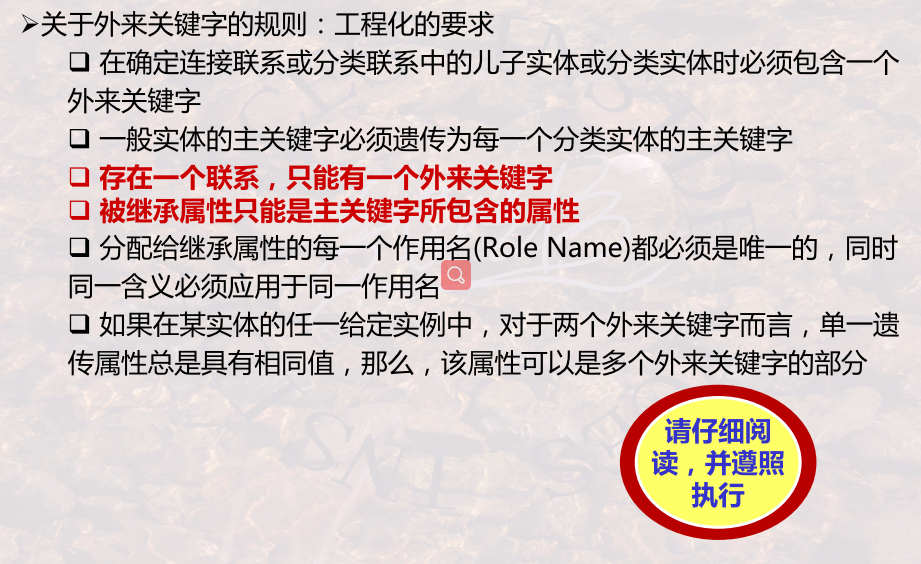 ➢关于外来关键字的规则：工程化的要求
❑ 在确定连接联系或分类联系中的儿子实体或分类实体时必须包含一个
外来关键字
❑ 一般实体的主关键字必须遗传为每一个分类实体的主关键字
❑ 存在一个联系，只能有一个外来关键字
❑ 被继承属性只能是主关键字所包含的属性
❑ 分配给继承属性的每一个作用名(Role Name)都必须是唯一的，同时
同一含义必须应用于同一作用名
❑ 如果在某实体的任一给定实例中，对于两个外来关键字而言，单一遗
传属性总是具有相同值，那么，该属性可以是多个外来关键字的部分
请仔细阅
读，并遵照
执行